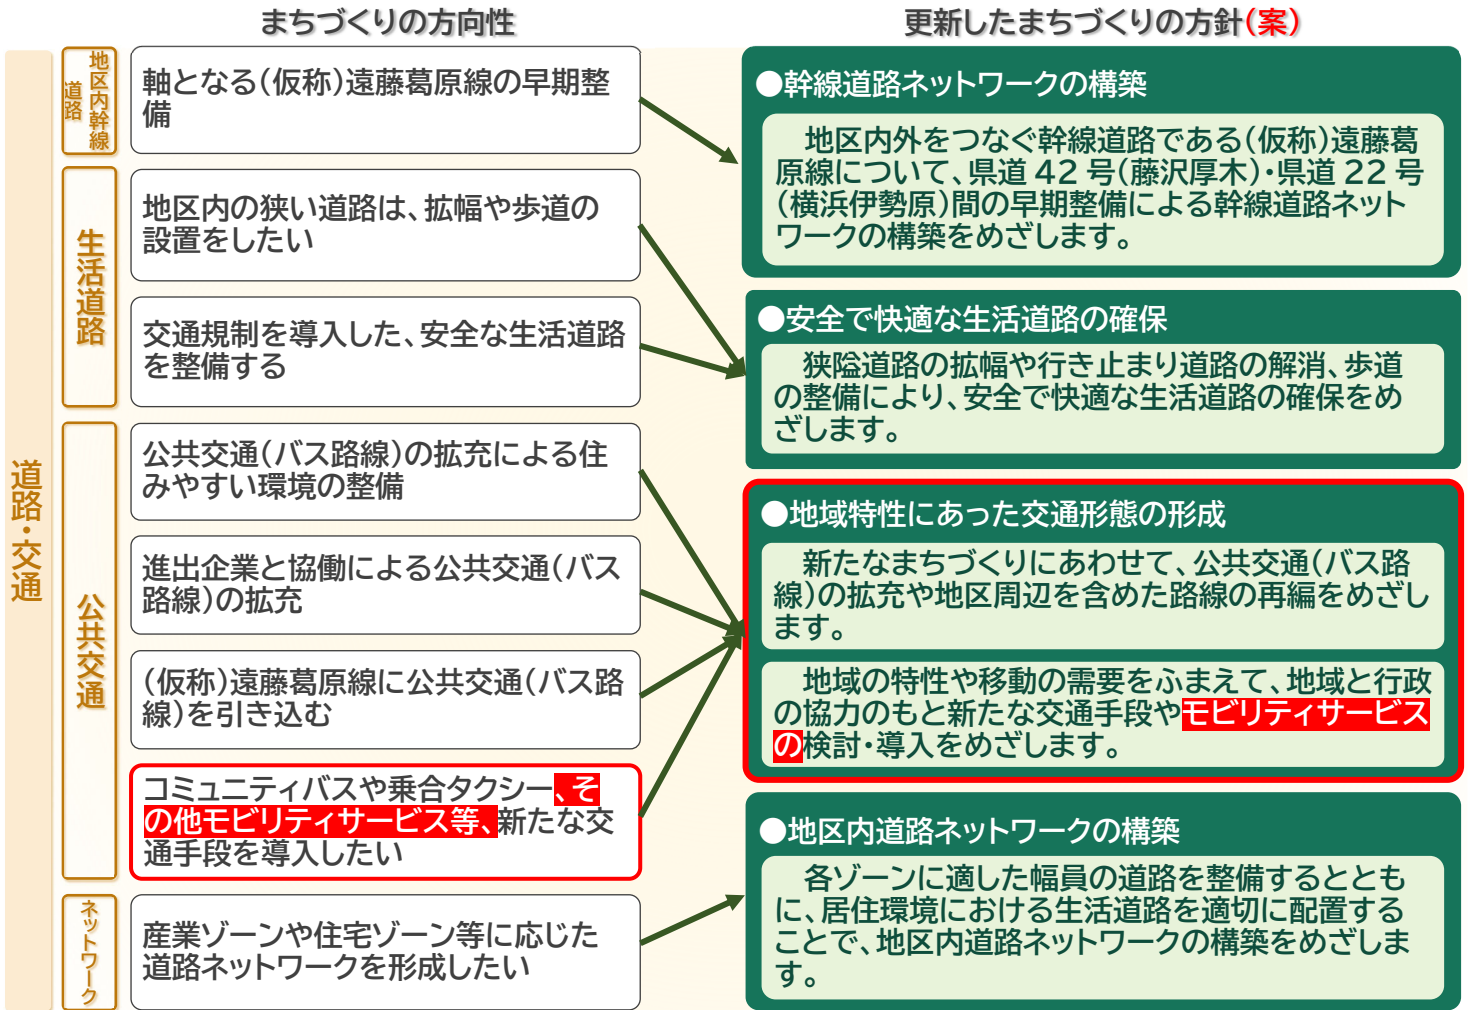 まちづくりの方向性
更新したまちづくりの方針(案)
道路・交通
地区内幹線
道路
軸となる(仮称)遠藤葛原線の早期整
備
生活道路
地区内の狭い道路は、拡幅や歩道の
設置をしたい
交通規制を導入した、安全な生活道路
を整備する
公共交通
公共交通(バス路線)の拡充による住
みやすい環境の整備
進出企業と協働による公共交通(バス
路線)の拡充
(仮称)遠藤葛原線に公共交通(バス路
線)を引き込む
コミュニティバスや乗合タクシー、そ
の他モビリティサービス等、新たな交
通手段を導入したい
ネットワーク
産業ゾーンや住宅ゾーン等に応じた
道路ネットワークを形成したい
●幹線道路ネットワークの構築
地区内外をつなぐ幹線道路である(仮称)遠藤葛
原線について、県道 42 号(藤沢厚木)・県道 22 号
(横浜伊勢原)間の早期整備による幹線道路ネット
ワークの構築をめざします。
●安全で快適な生活道路の確保
狭隘道路の拡幅や行き止まり道路の解消、歩道
の整備により、安全で快適な生活道路の確保をめ
ざします。
●地域特性にあった交通形態の形成
新たなまちづくりにあわせて、公共交通(バス路
線)の拡充や地区周辺を含めた路線の再編をめざし
ます。
地域の特性や移動の需要をふまえて、地域と行政
の協力のもと新たな交通手段やモビリティサービス
の検討・導入をめざします。
●地区内道路ネットワークの構築
各ゾーンに適した幅員の道路を整備するととも
に、居住環境における生活道路を適切に配置する
ことで、地区内道路ネットワークの構築をめざしま
す。